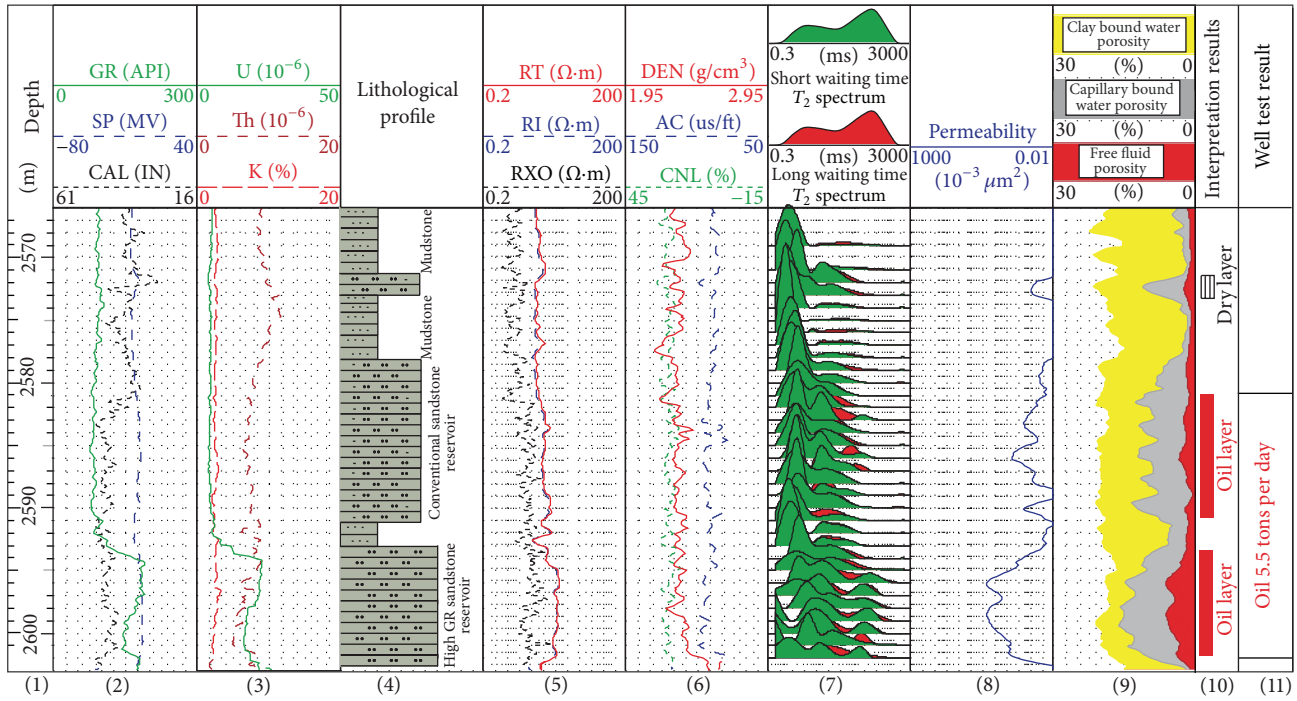 Depth
(m)
GR (API)
0 300
SP (MV)
−80 40
CAL (IN)
61 16
U (10⁻⁶)
0 50
Th (10⁻⁶)
0 20
K (%)
0 20
Lithological
profile
RT (Ω·m)
0.2 200
RI (Ω·m)
0.2 200
RXO (Ω·m)
0.2 200
DEN (g/cm³)
1.95 2.95
AC (us/ft)
150 50
CNL (%)
45 −15
0.3 (ms) 3000
Short waiting time
T₂ spectrum
0.3 (ms) 3000
Long waiting time
T₂ spectrum
Permeability
1000 0.01
(10⁻³ μm²)
Clay bound water
porosity
30 (%) 0
Capillary bound
water porosity
30 (%) 0
Free fluid
porosity
30 (%) 0
Interpretation results
Well test result
2570
2580
2590
2600
Mudstone
Mudstone
Conventional sandstone
reservoir
High GR sandstone
reservoir
Dry layer
Oil layer
Oil layer
Oil 5.5 tons per day
(1) (2) (3) (4) (5) (6) (7) (8) (9) (10) (11)